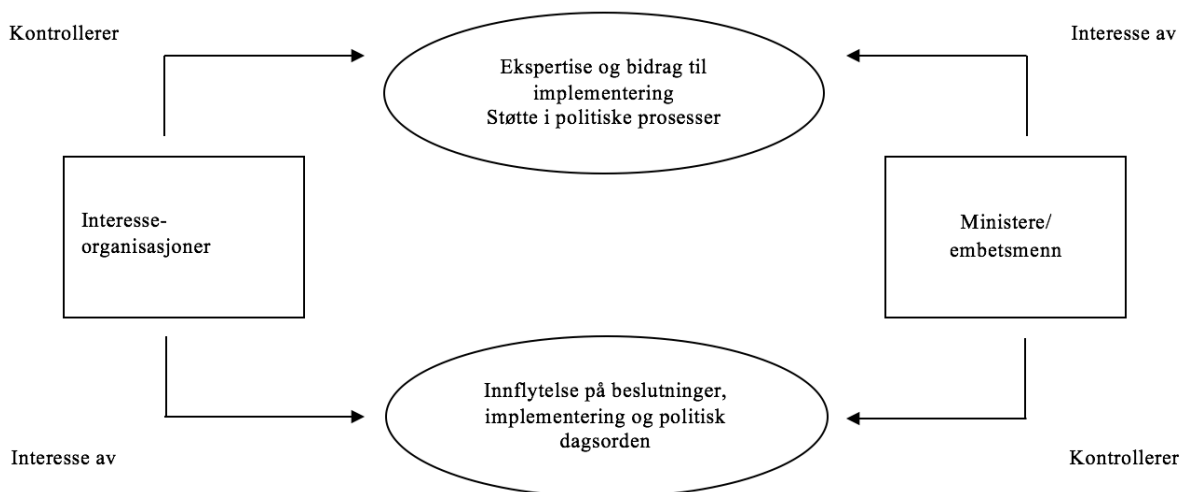 Kontrollerer
Interesse av
Ekspertise og bidrag til
implementering
Støtte i politiske prosesser
Interesse-
organisasjoner
Ministere/
embetsmenn
Innflytelse på beslutninger,
implementering og politisk
dagsorden
Interesse av
Kontrollerer